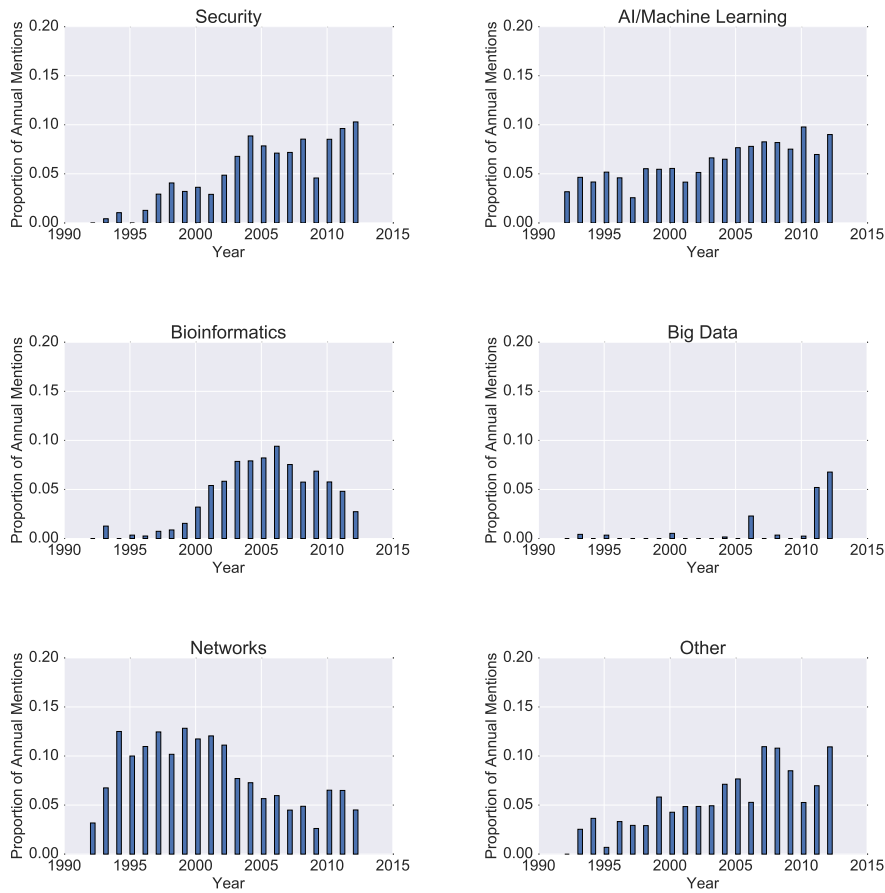 Security
Proportion of Annual Mentions
0.20
0.15
0.10
0.05
0.00
1990 1995 2000 2005 2010 2015
Year
AI/Machine Learning
Proportion of Annual Mentions
0.20
0.15
0.10
0.05
0.00
1990 1995 2000 2005 2010 2015
Year
Bioinformatics
Proportion of Annual Mentions
0.20
0.15
0.10
0.05
0.00
1990 1995 2000 2005 2010 2015
Year
Big Data
Proportion of Annual Mentions
0.20
0.15
0.10
0.05
0.00
1990 1995 2000 2005 2010 2015
Year
Networks
Proportion of Annual Mentions
0.20
0.15
0.10
0.05
0.00
1990 1995 2000 2005 2010 2015
Year
Other
Proportion of Annual Mentions
0.20
0.15
0.10
0.05
0.00
1990 1995 2000 2005 2010 2015
Year